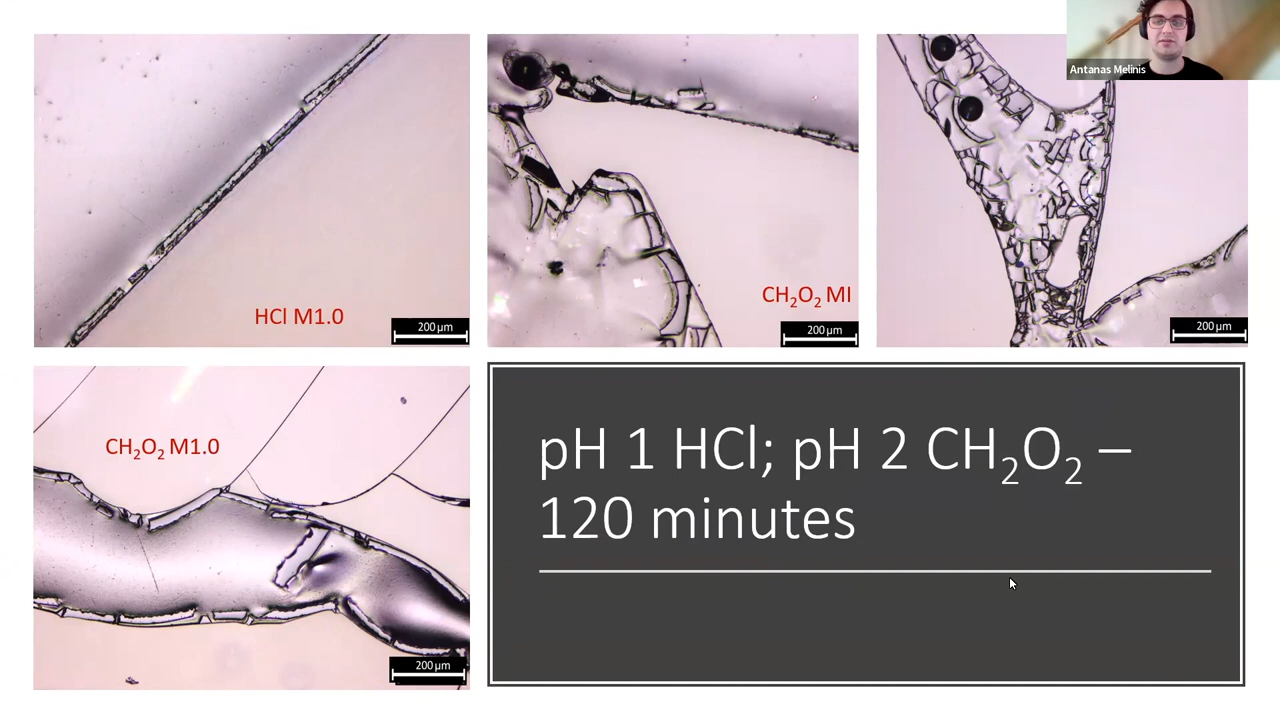 Antanas Melinis
HCl M1.0
200 µm
CH₂O₂ MI
200 µm
200 µm
CH₂O₂ M1.0
200 µm
pH 1 HCl; pH 2 CH₂O₂ –
120 minutes